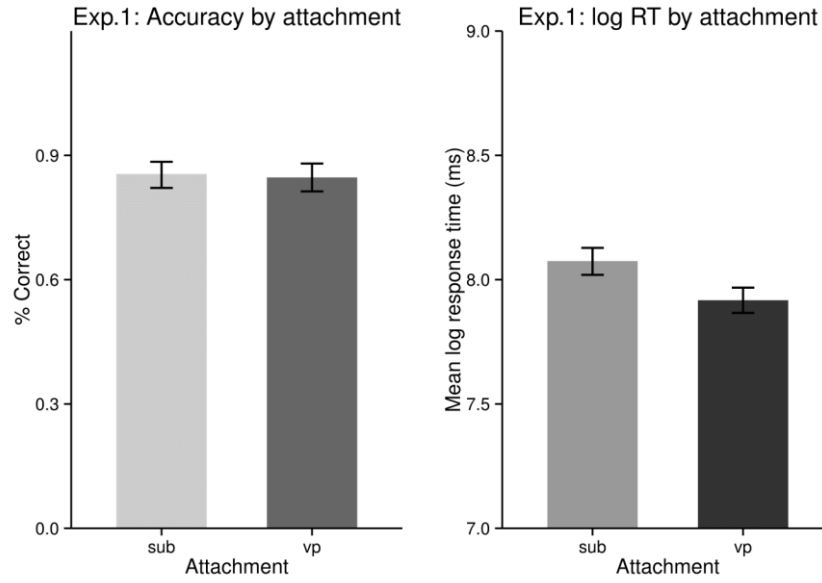 Exp.1: Accuracy by attachment
% Correct
0.9
0.6
0.3
0.0
sub
vp
Attachment
Exp.1: log RT by attachment
Mean log response time (ms)
9.0
8.5
8.0
7.5
7.0
sub
vp
Attachment